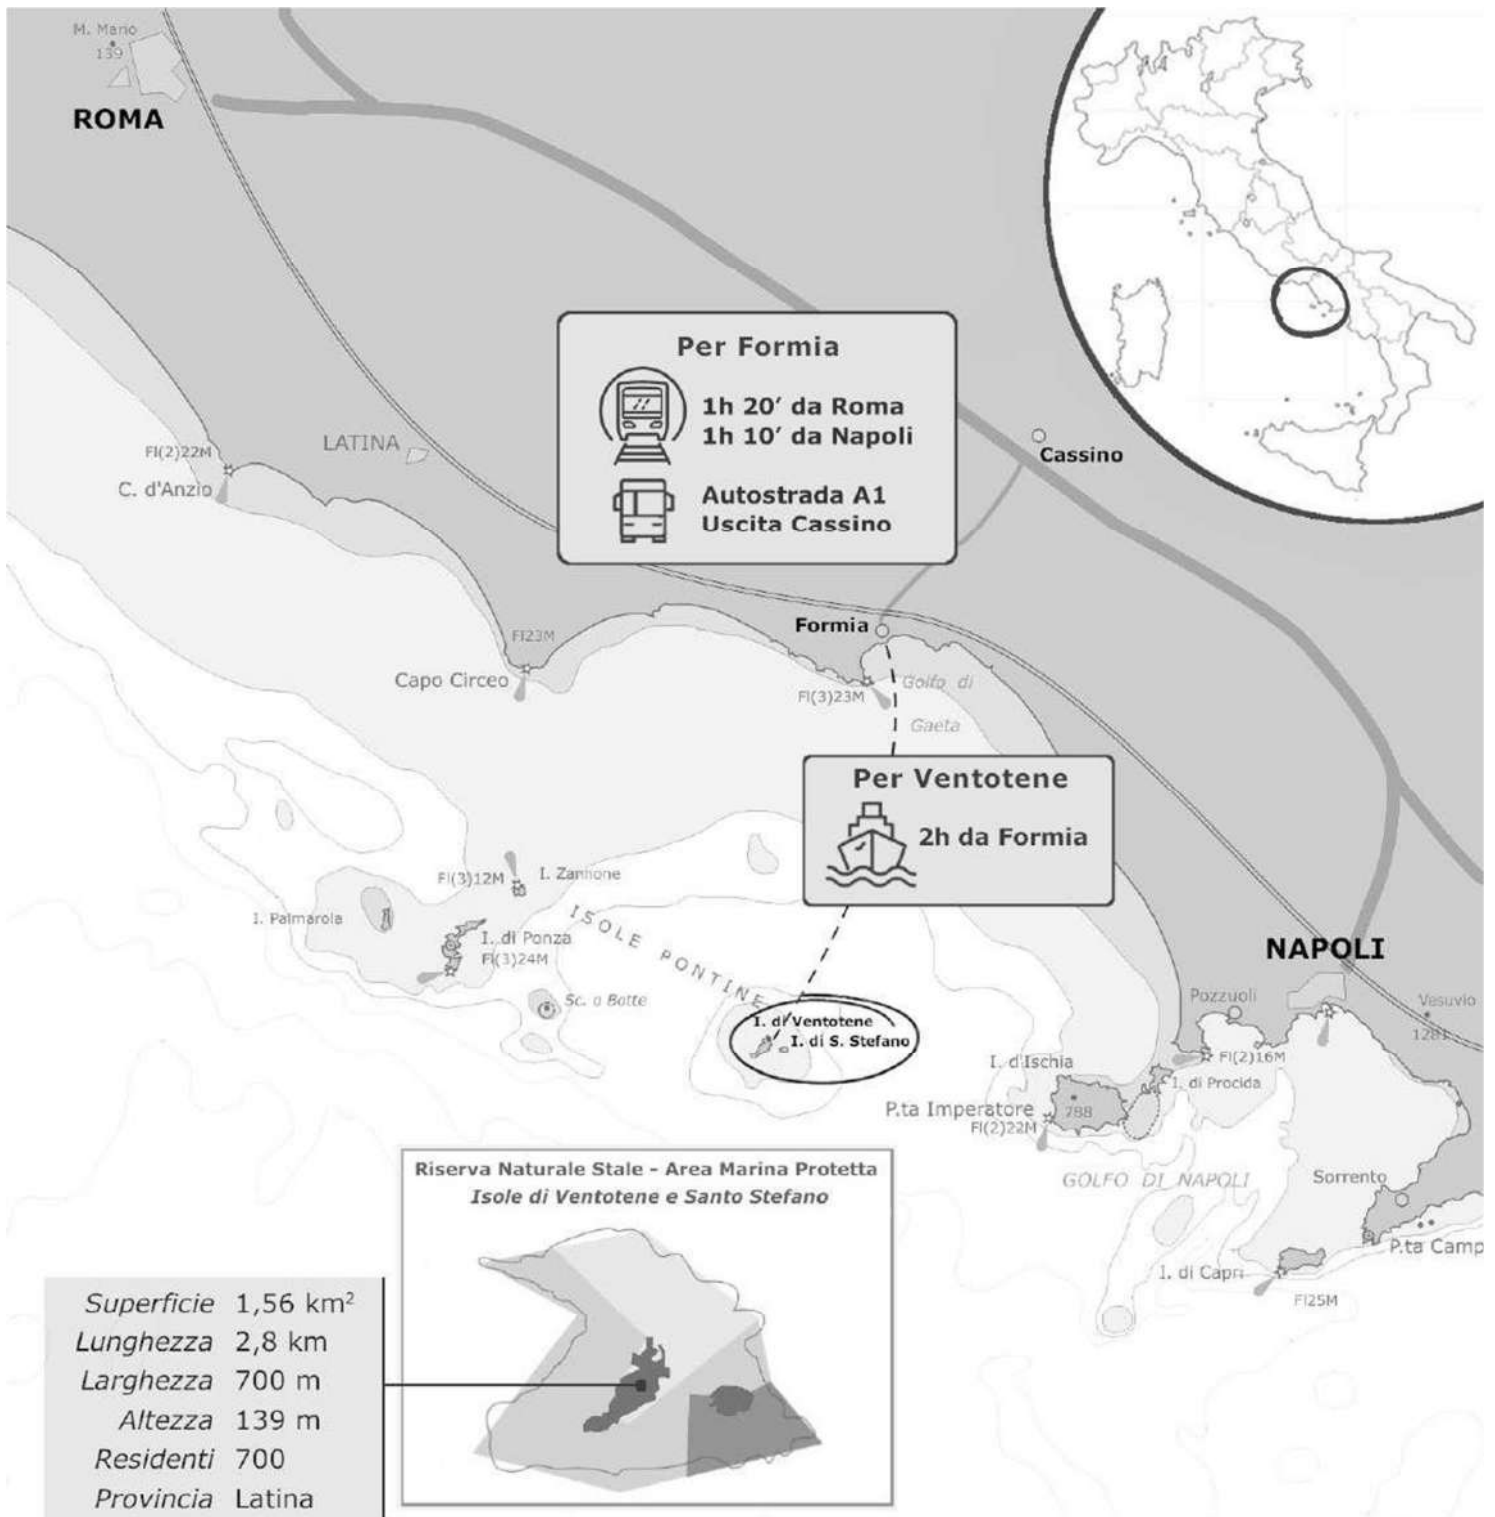 M. Mario
139
ROMA
Per Formia
1h 20’ da Roma
1h 10’ da Napoli
Autostrada A1
Uscita Cassino
Cassino
LATINA
Fl(2)22M
C. d'Anzio
Formia
Fl23M
Capo Circeo
Fl(3)23M
Golfo di
Gaeta
Per Ventotene
2h da Formia
Fl(3)12M
I. Zannone
I. Palmarola
I. di Ponza
Fl(3)24M
ISOLE PONTINE
Sc. a Botte
I. di Ventotene
I. di S. Stefano
NAPOLI
Pozzuoli
Vesuvio
1281
Fl(2)16M
I. d'Ischia
I. di Procida
P.ta Imperatore
788
Fl(2)22M
GOLFO DI NAPOLI
Sorrento
P.ta Camp
I. di Capri
Fl25M
Riserva Naturale Stale - Area Marina Protetta
Isole di Ventotene e Santo Stefano
Superficie 1,56 km²
Lunghezza 2,8 km
Larghezza 700 m
Altezza 139 m
Residenti 700
Provincia Latina